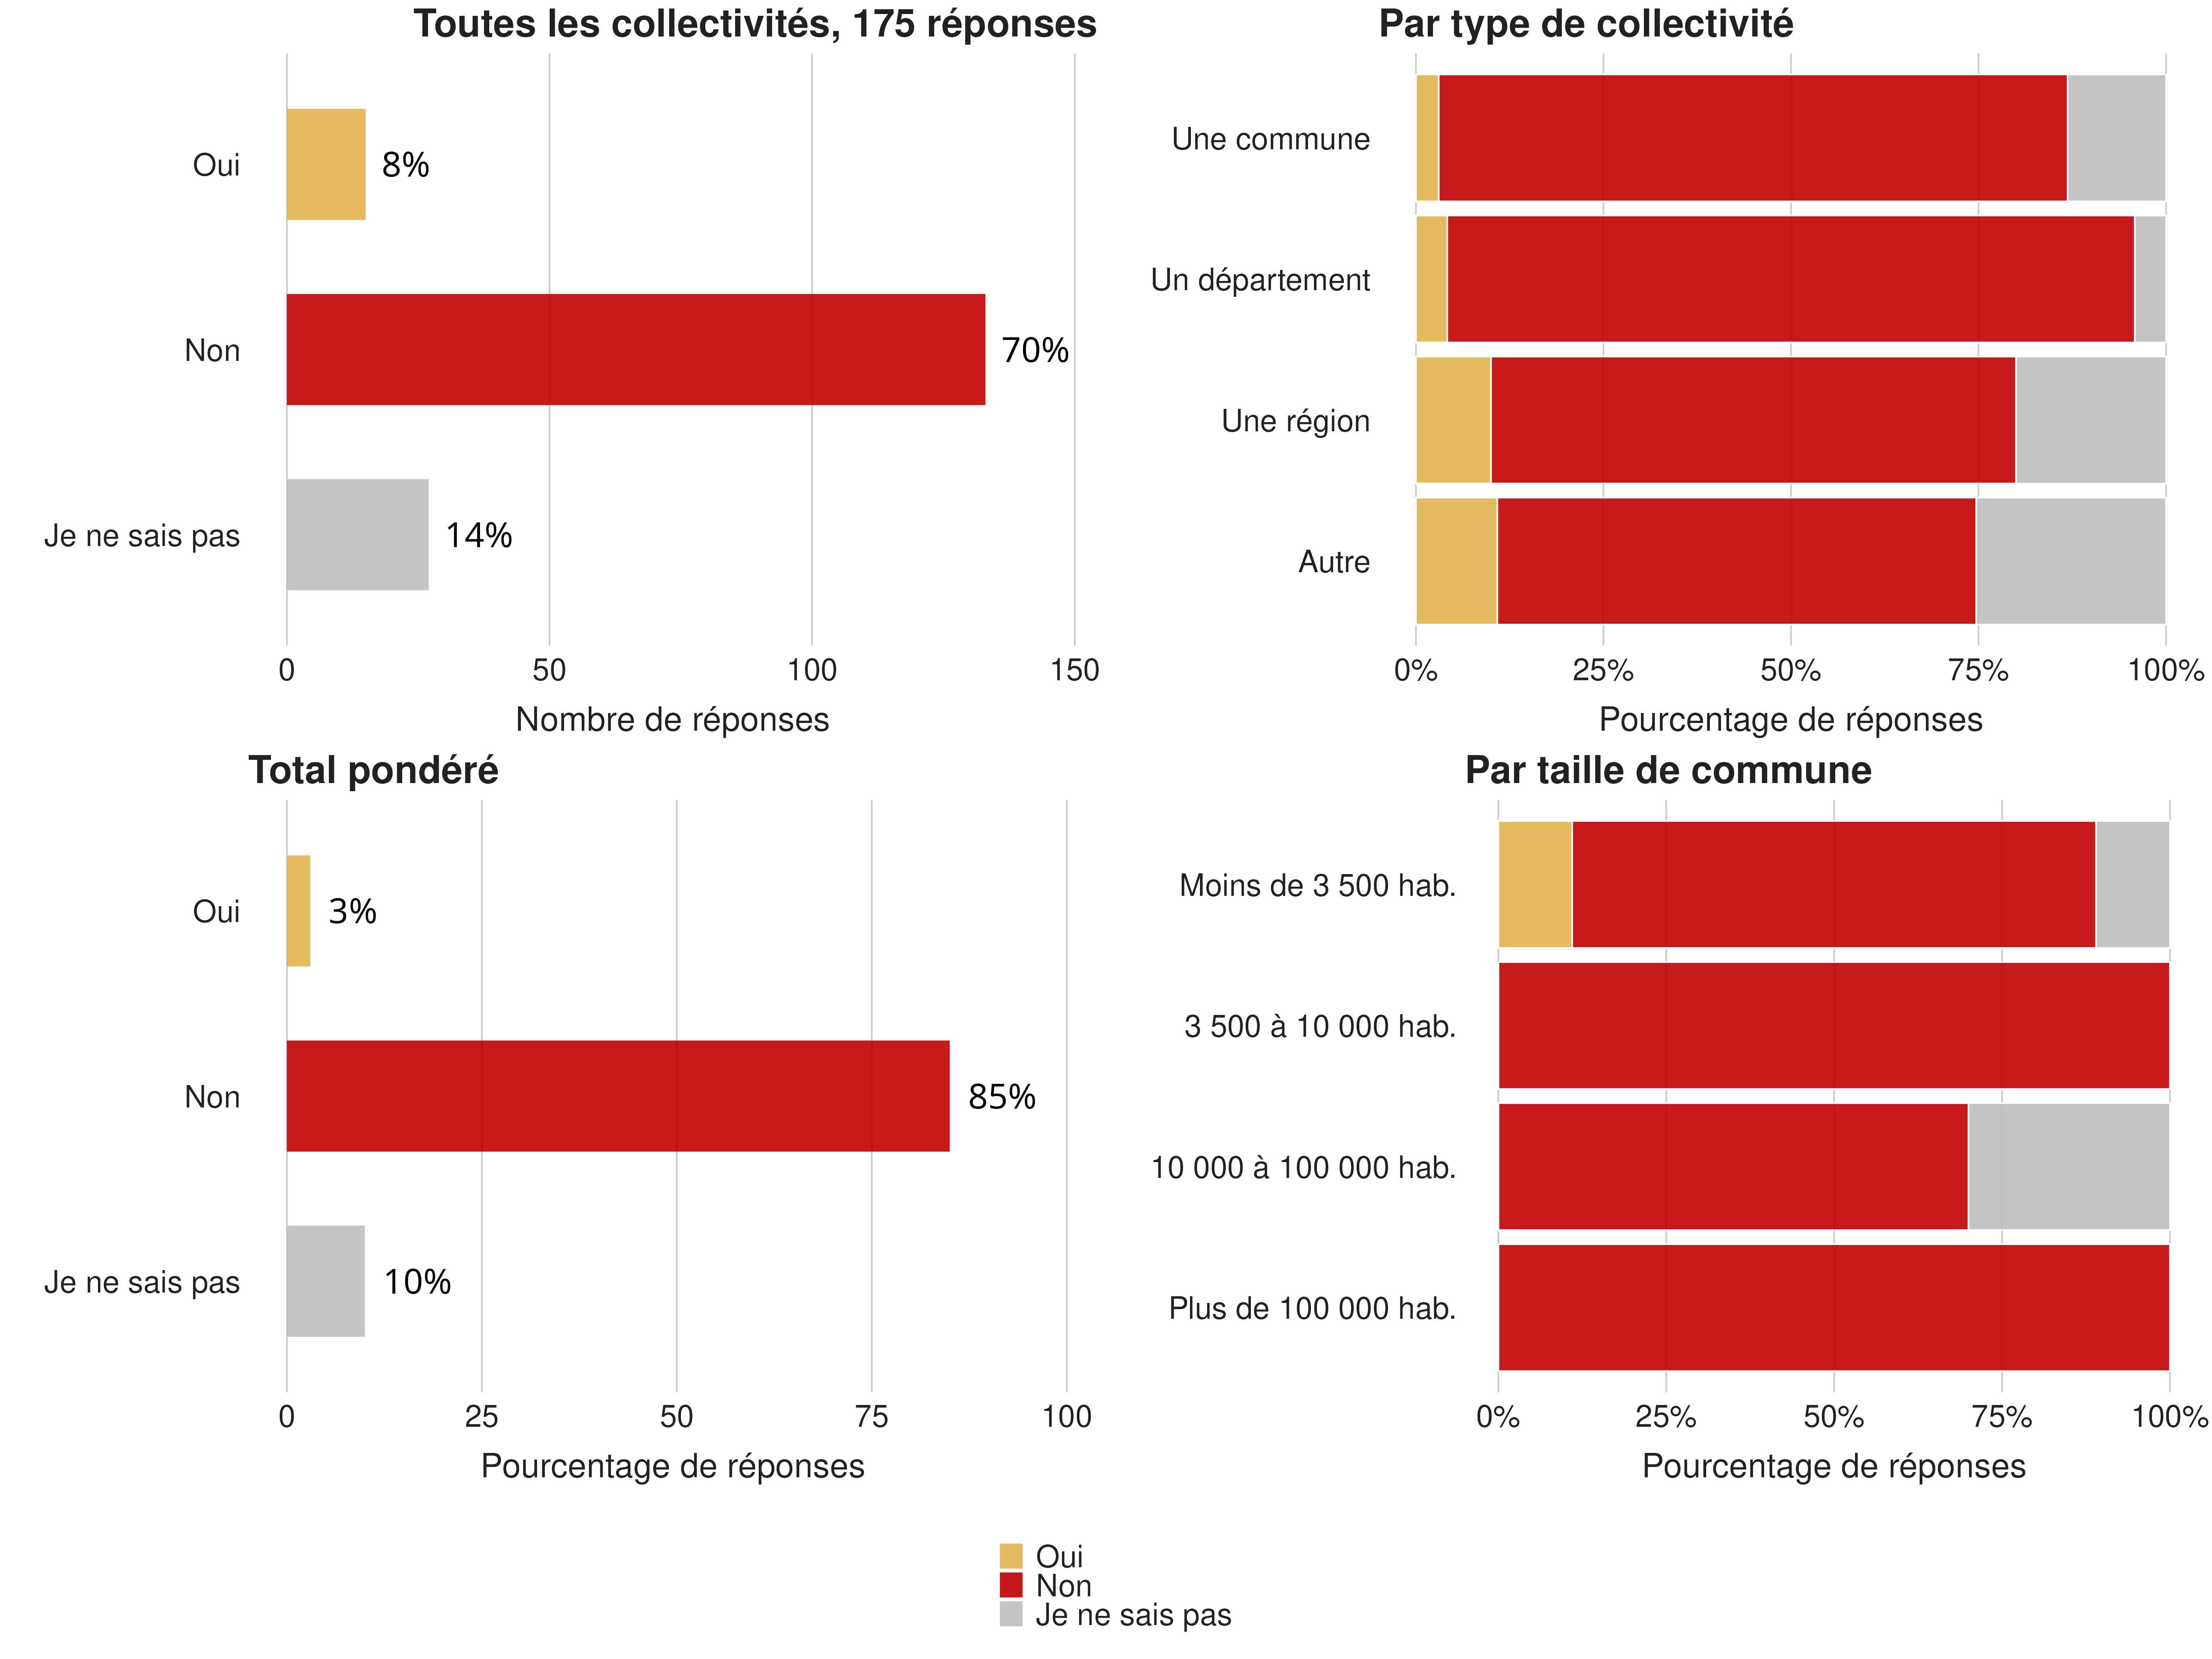 Toutes les collectivités, 175 réponses
Oui
8%
Non
70%
Je ne sais pas
14%
0 50 100 150
Nombre de réponses
Par type de collectivité
Une commune
Un département
Une région
Autre
0% 25% 50% 75% 100%
Pourcentage de réponses
Total pondéré
Oui
3%
Non
85%
Je ne sais pas
10%
0 25 50 75 100
Pourcentage de réponses
Par taille de commune
Moins de 3 500 hab.
3 500 à 10 000 hab.
10 000 à 100 000 hab.
Plus de 100 000 hab.
0% 25% 50% 75% 100%
Pourcentage de réponses
Oui
Non
Je ne sais pas